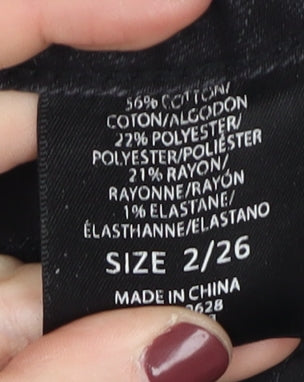 56% COTTON/
COTON/ALGODON
22% POLYESTER/
POLYESTER/POLIÉSTER
21% RAYON/
RAYONNE/RAYÓN
1% ELASTANE/
ÉLASTHANNE/ELASTANO
SIZE 2/26
MADE IN CHINA